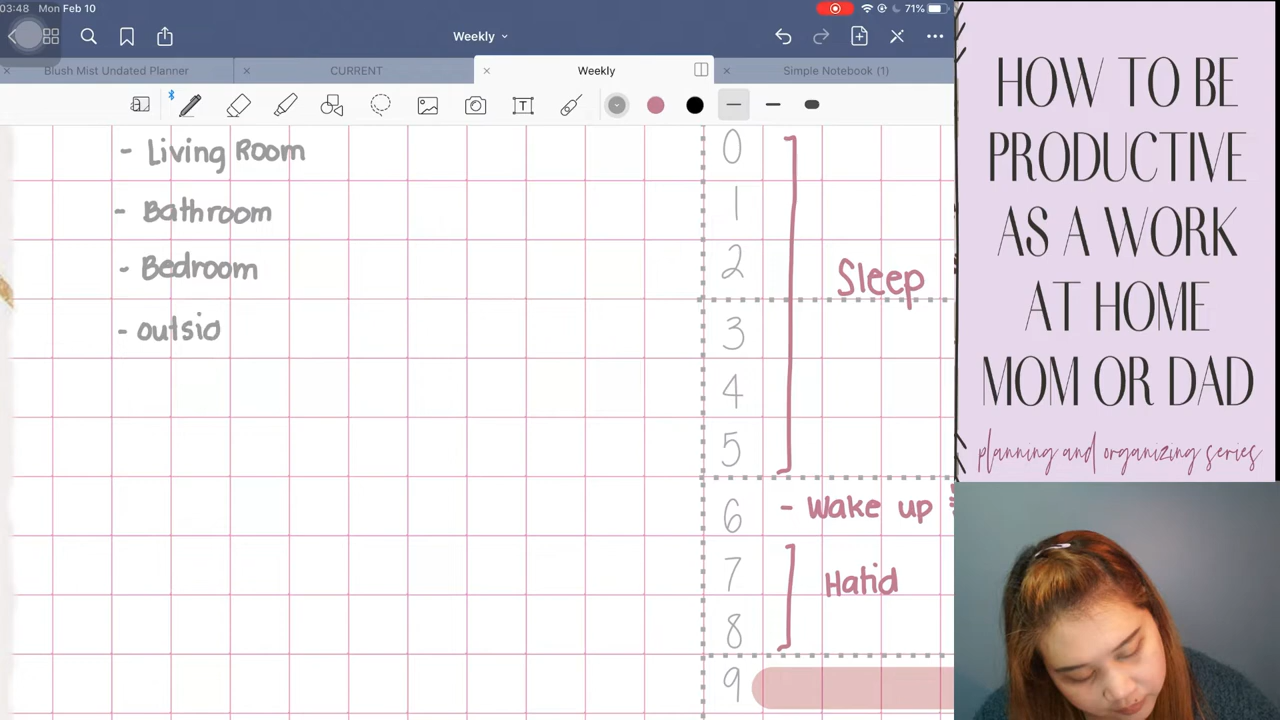 03:48 Mon Feb 10
71%
Weekly
Blush Mist Undated Planner
CURRENT
Weekly
Simple Notebook (1)
- Living Room
- Bathroom
- Bedroom
- outsid
0
1
2
Sleep
3
4
5
6 - Wake up
7
Hatid
8
9
HOW TO BE
PRODUCTIVE
AS A WORK
AT HOME
MOM OR DAD
planning and organizing series